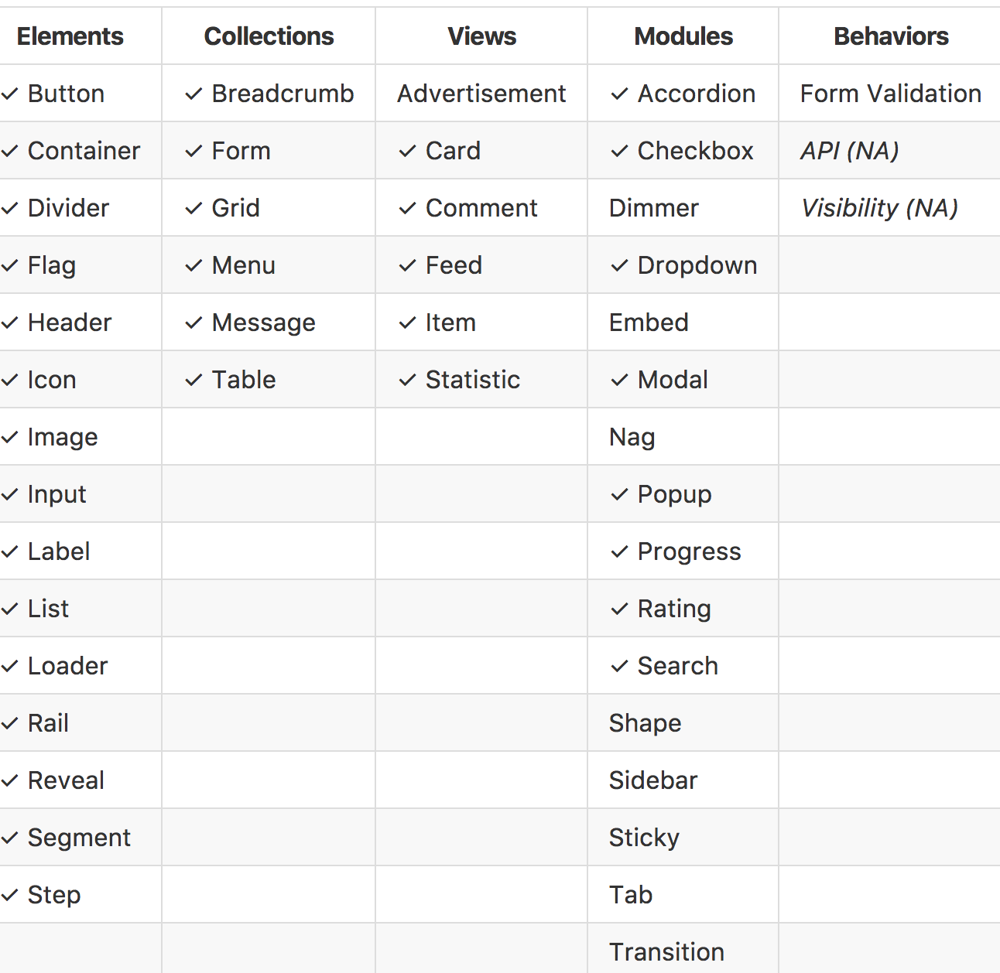 Elements Collections Views Modules Behaviors
✓ Button ✓ Breadcrumb Advertisement ✓ Accordion Form Validation
✓ Container ✓ Form ✓ Card ✓ Checkbox API (NA)
✓ Divider ✓ Grid ✓ Comment Dimmer Visibility (NA)
✓ Flag ✓ Menu ✓ Feed ✓ Dropdown
✓ Header ✓ Message ✓ Item Embed
✓ Icon ✓ Table ✓ Statistic ✓ Modal
✓ Image Nag
✓ Input ✓ Popup
✓ Label ✓ Progress
✓ List ✓ Rating
✓ Loader ✓ Search
✓ Rail Shape
✓ Reveal Sidebar
✓ Segment Sticky
✓ Step Tab
Transition